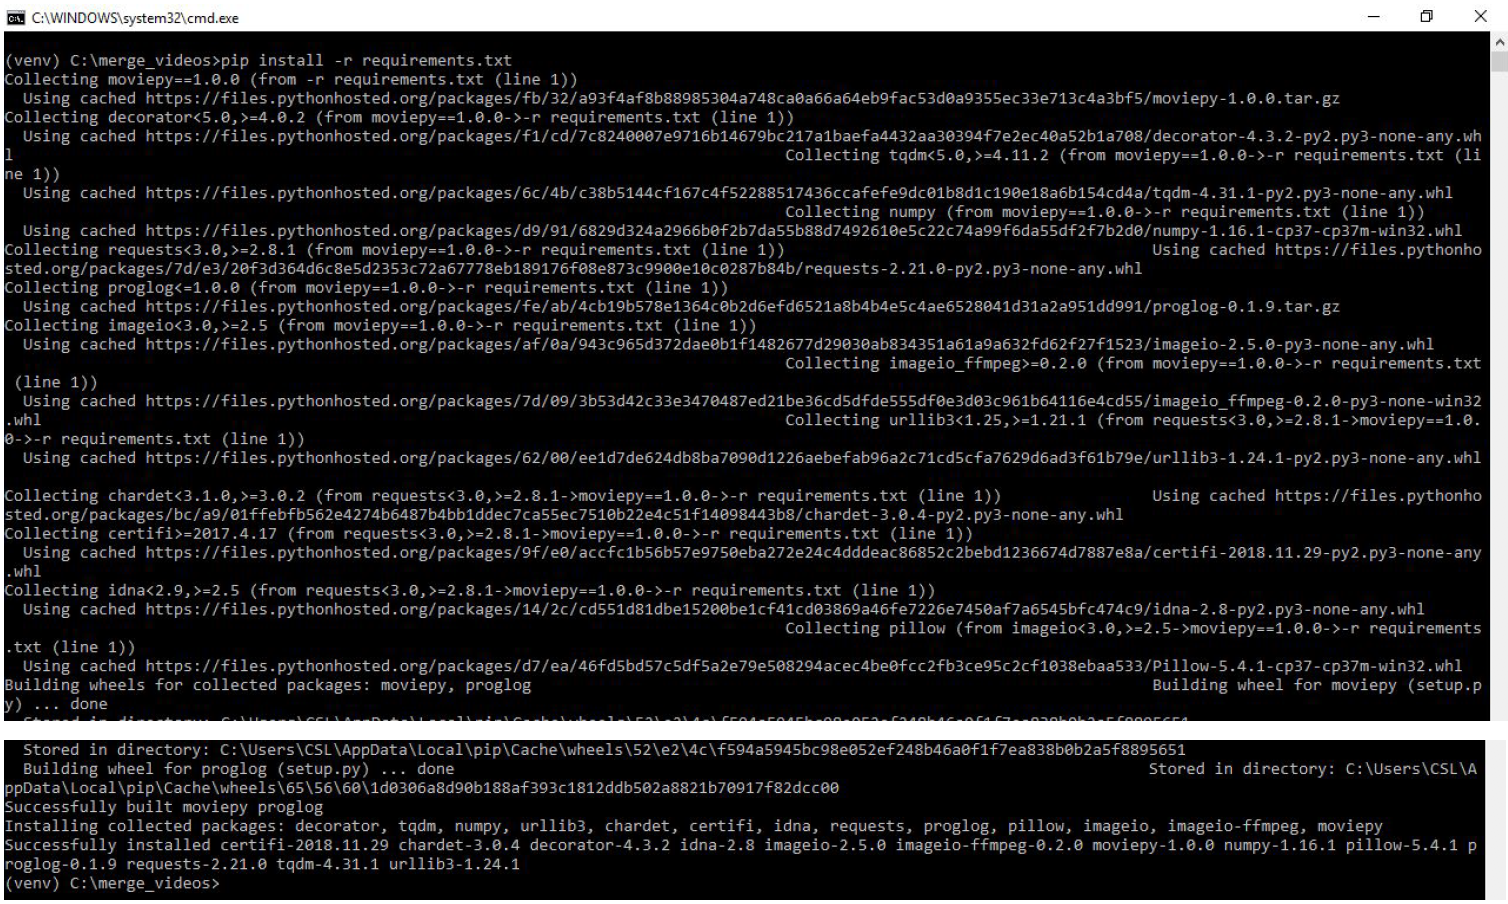 C:\WINDOWS\system32\cmd.exe
(venv) C:\merge_videos>pip install -r requirements.txt
Collecting moviepy==1.0.0 (from -r requirements.txt (line 1))
Using cached https://files.pythonhosted.org/packages/fb/32/a93f4af8b88985304a748ca0a66a64eb9fac53d0a9355ec33e713c4a3bf5/moviepy-1.0.0.tar.gz
Collecting decorator<5.0,>=4.0.2 (from moviepy==1.0.0->-r requirements.txt (line 1))
Using cached https://files.pythonhosted.org/packages/f1/cd/7c8240007e9716b14679bc217a1baefa4432aa30394f7e2ec40a52b1a708/decorator-4.3.2-py2.py3-none-any.wh
l Collecting tqdm<5.0,>=4.11.2 (from moviepy==1.0.0->-r requirements.txt (li
ne 1))
Using cached https://files.pythonhosted.org/packages/6c/4b/c38b5144cf167c4f52288517436ccafefe9dc01b8d1c190e18a6b154cd4a/tqdm-4.31.1-py2.py3-none-any.whl
Collecting numpy (from moviepy==1.0.0->-r requirements.txt (line 1))
Using cached https://files.pythonhosted.org/packages/d9/91/6829d324a2966b0f2b7da55b88d7492610e5c22c74a99f6da55df2f7b2d0/numpy-1.16.1-cp37-cp37m-win32.whl
Collecting requests<3.0,>=2.8.1 (from moviepy==1.0.0->-r requirements.txt (line 1)) Using cached https://files.pythonho
sted.org/packages/7d/e3/20f3d364d6c8e5d2353c72a67778eb189176f08e873c9900e10c0287b84b/requests-2.21.0-py2.py3-none-any.whl
Collecting proglog<=1.0.0 (from moviepy==1.0.0->-r requirements.txt (line 1))
Using cached https://files.pythonhosted.org/packages/fe/ab/4cb19b578e1364c0b2d6efd6521a8b4b4e5c4ae6528041d31a2a951dd991/proglog-0.1.9.tar.gz
Collecting imageio<3.0,>=2.5 (from moviepy==1.0.0->-r requirements.txt (line 1))
Using cached https://files.pythonhosted.org/packages/af/0a/943c965d372dae0b1f1482677d29030ab834351a61a9a632fd62f27f1523/imageio-2.5.0-py3-none-any.whl
Collecting imageio_ffmpeg>=0.2.0 (from moviepy==1.0.0->-r requirements.txt
(line 1))
Using cached https://files.pythonhosted.org/packages/7d/09/3b53d42c33e3470487ed21be36cd5dfde555df0e3d03c961b64116e4cd55/imageio_ffmpeg-0.2.0-py3-none-win32
.whl Collecting urllib3<1.25,>=1.21.1 (from requests<3.0,>=2.8.1->moviepy==1.0.
0->-r requirements.txt (line 1))
Using cached https://files.pythonhosted.org/packages/62/00/ee1d7de624db8ba7090d1226aebefab96a2c71cd5cfa7629d6ad3f61b79e/urllib3-1.24.1-py2.py3-none-any.whl
Collecting chardet<3.1.0,>=3.0.2 (from requests<3.0,>=2.8.1->moviepy==1.0.0->-r requirements.txt (line 1)) Using cached https://files.pythonho
sted.org/packages/bc/a9/01ffebfb562e4274b6487b4bb1ddec7ca55ec7510b22e4c51f14098443b8/chardet-3.0.4-py2.py3-none-any.whl
Collecting certifi>=2017.4.17 (from requests<3.0,>=2.8.1->moviepy==1.0.0->-r requirements.txt (line 1))
Using cached https://files.pythonhosted.org/packages/9f/e0/accfc1b56b57e9750eba272e24c4dddeac86852c2bebd1236674d7887e8a/certifi-2018.11.29-py2.py3-none-any
.whl
Collecting idna<2.9,>=2.5 (from requests<3.0,>=2.8.1->moviepy==1.0.0->-r requirements.txt (line 1))
Using cached https://files.pythonhosted.org/packages/14/2c/cd551d81dbe15200be1cf41cd03869a46fe7226e7450af7a6545bfc474c9/idna-2.8-py2.py3-none-any.whl
Collecting pillow (from imageio<3.0,>=2.5->moviepy==1.0.0->-r requirements
.txt (line 1))
Using cached https://files.pythonhosted.org/packages/d7/ea/46fd5bd57c5df5a2e79e508294acec4be0fcc2fb3ce95c2cf1038ebaa533/Pillow-5.4.1-cp37-cp37m-win32.whl
Building wheels for collected packages: moviepy, proglog Building wheel for moviepy (setup.p
y) ... done
Stored in directory: C:\Users\CSL\AppData\Local\pip\Cache\wheels\52\e2\4c\f594a5945bc98e052ef248b46a0f1f7ea838b0b2a5f8895651
Stored in directory: C:\Users\CSL\AppData\Local\pip\Cache\wheels\52\e2\4c\f594a5945bc98e052ef248b46a0f1f7ea838b0b2a5f8895651
Building wheel for proglog (setup.py) ... done Stored in directory: C:\Users\CSL\A
ppData\Local\pip\Cache\wheels\65\56\60\1d0306a8d90b188af393c1812ddb502a8821b70917f82dcc00
Successfully built moviepy proglog
Installing collected packages: decorator, tqdm, numpy, urllib3, chardet, certifi, idna, requests, proglog, pillow, imageio, imageio-ffmpeg, moviepy
Successfully installed certifi-2018.11.29 chardet-3.0.4 decorator-4.3.2 idna-2.8 imageio-2.5.0 imageio-ffmpeg-0.2.0 moviepy-1.0.0 numpy-1.16.1 pillow-5.4.1 p
roglog-0.1.9 requests-2.21.0 tqdm-4.31.1 urllib3-1.24.1
(venv) C:\merge_videos>